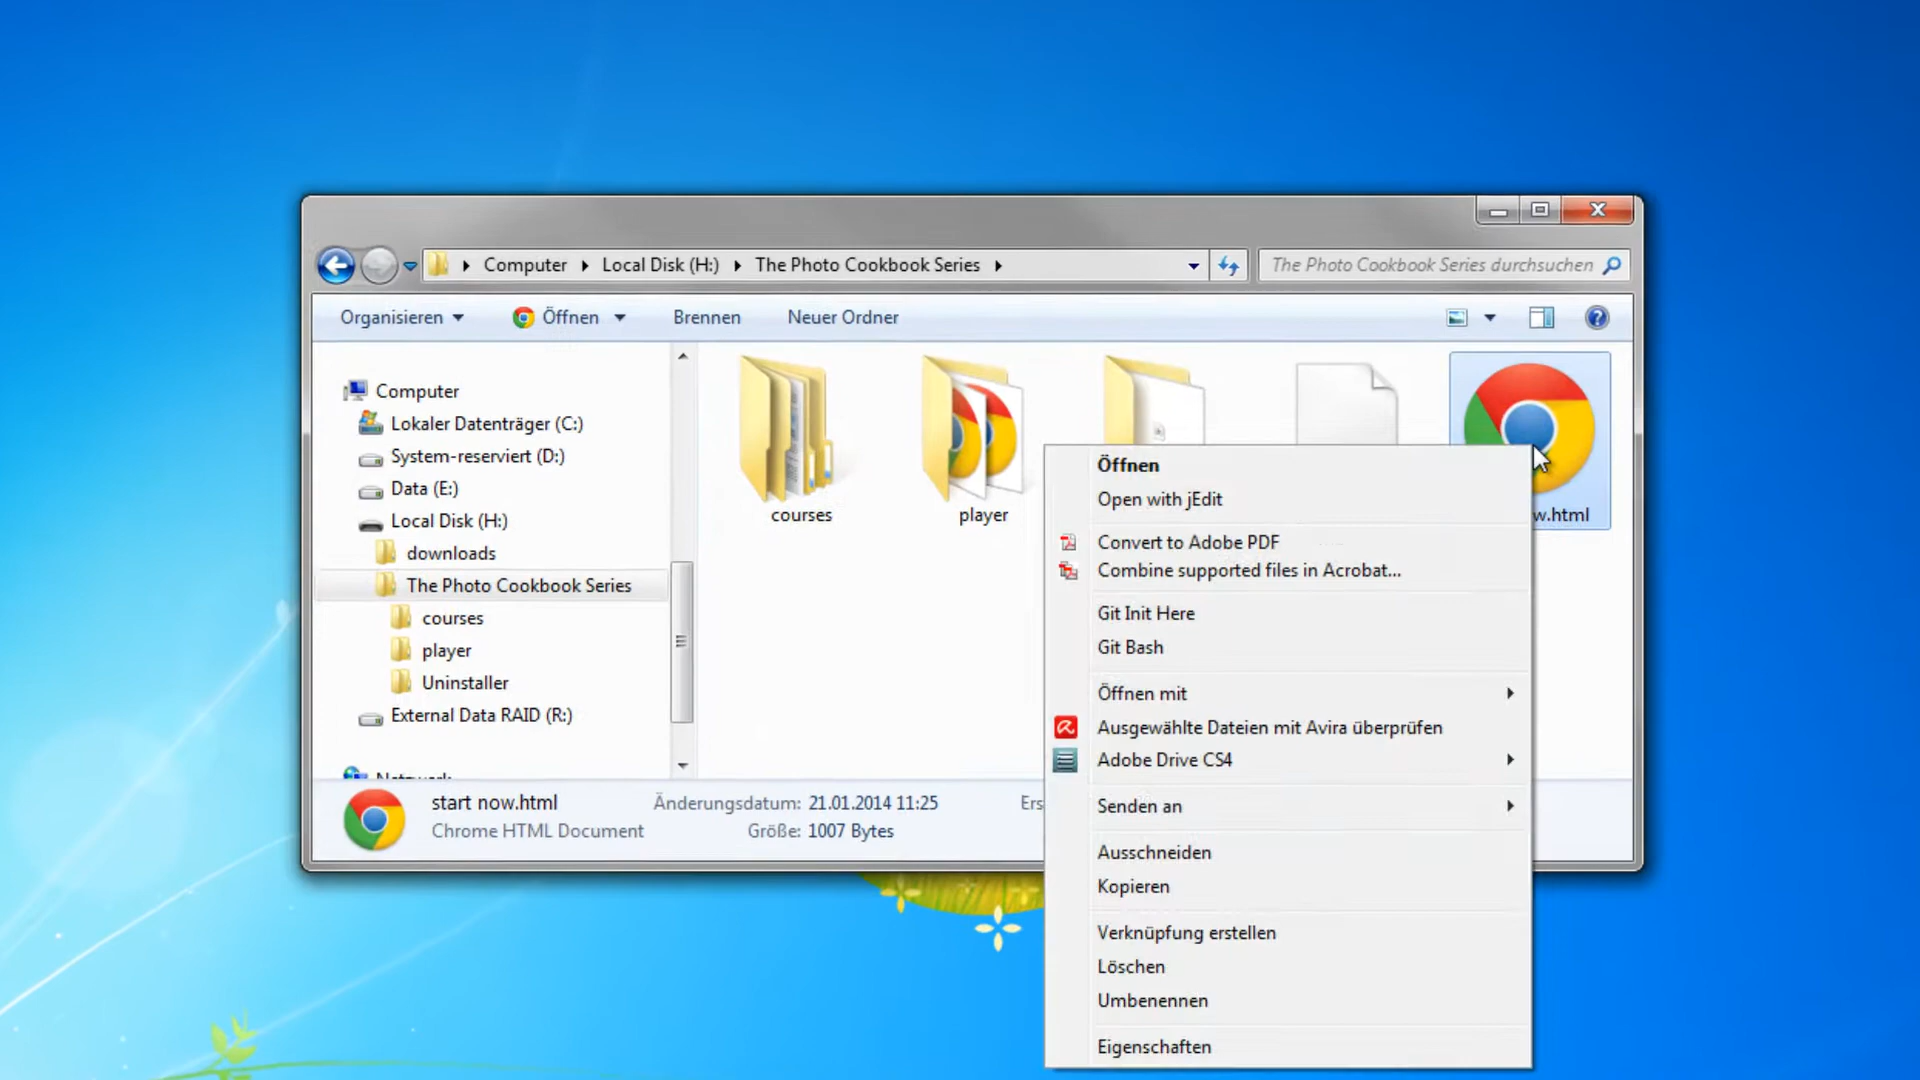 Computer Local Disk (H:) The Photo Cookbook Series
The Photo Cookbook Series durchsuchen
Organisieren Öffnen Brennen Neuer Ordner
Computer
Lokaler Datenträger (C:)
System-reserviert (D:)
Data (E:)
Local Disk (H:)
downloads
The Photo Cookbook Series
courses
player
Uninstaller
External Data RAID (R:)
Netzwerk
courses
player
w.html
Öffnen
Open with jEdit
Convert to Adobe PDF
Combine supported files in Acrobat...
Git Init Here
Git Bash
Öffnen mit
Ausgewählte Dateien mit Avira überprüfen
Adobe Drive CS4
Senden an
Ausschneiden
Kopieren
Verknüpfung erstellen
Löschen
Umbenennen
Eigenschaften
start now.html Änderungsdatum: 21.01.2014 11:25 Ers
Chrome HTML Document Größe: 1007 Bytes